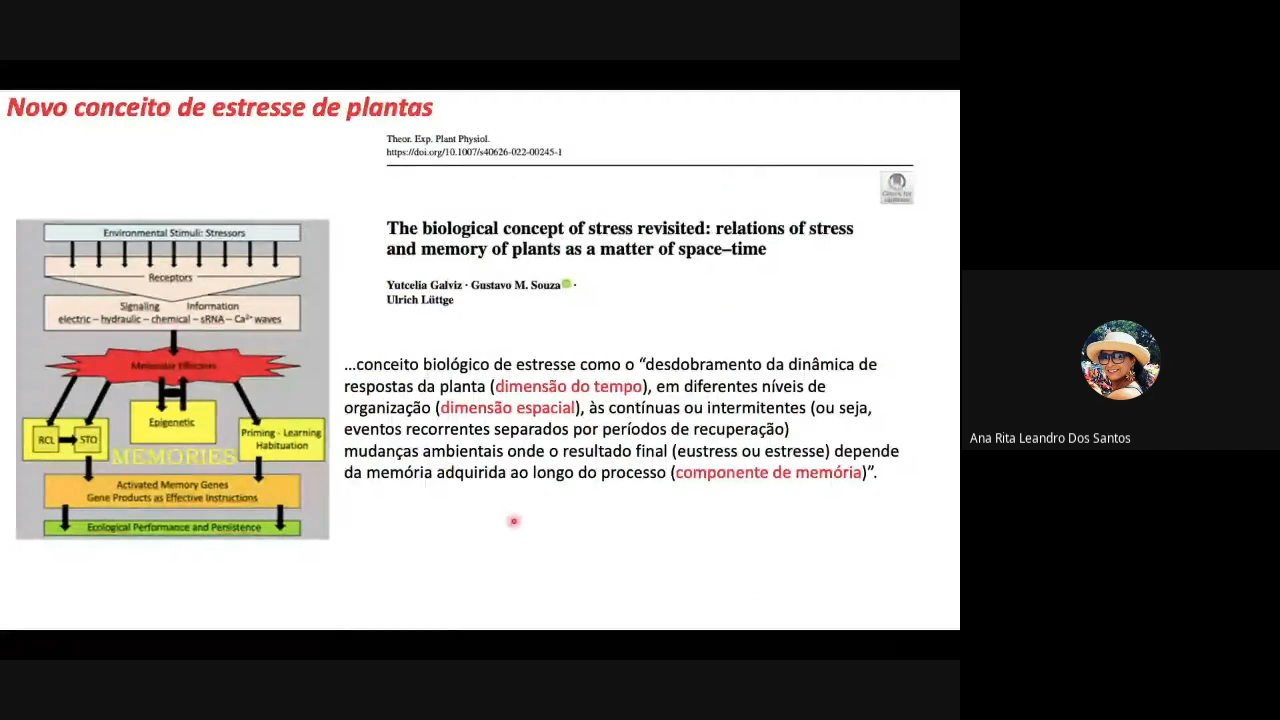 Novo conceito de estresse de plantas
Theor. Exp. Plant Physiol.
https://doi.org/10.1007/s40626-022-00245-1
Check for
updates
The biological concept of stress revisited: relations of stress
and memory of plants as a matter of space–time
Yutcelia Galviz · Gustavo M. Souza ·
Ulrich Lüttge
Environmental Stimuli: Stressors
Receptors
Signaling Information
electric – hydraulic – chemical – sRNA – Ca²⁺ waves
Molecular Effectors
Epigenetic
RCL STO
Priming - Learning
Habituation
MEMORIES
Activated Memory Genes
Gene Products as Effective Instructions
Ecological Performance and Persistence
...conceito biológico de estresse como o “desdobramento da dinâmica de
respostas da planta (dimensão do tempo), em diferentes níveis de
organização (dimensão espacial), às contínuas ou intermitentes (ou seja,
eventos recorrentes separados por períodos de recuperação)
mudanças ambientais onde o resultado final (eustress ou estresse) depende
da memória adquirida ao longo do processo (componente de memória)”.
Ana Rita Leandro Dos Santos